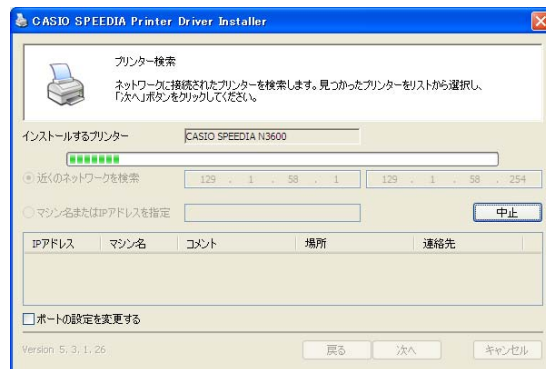 CASIO SPEEDIA Printer Driver Installer
プリンター検索
ネットワークに接続されたプリンターを検索します。見つかったプリンターをリストから選択し、
「次へ」ボタンをクリックしてください。
インストールするプリンター CASIO SPEEDIA N3600
近くのネットワークを検索 129 . 1 . 58 . 1 129 . 1 . 58 . 254
マシン名またはIPアドレスを指定 中止
IPアドレス マシン名 コメント 場所 連絡先
ポートの設定を変更する
Version 5. 3. 1. 26 戻る 次へ キャンセル